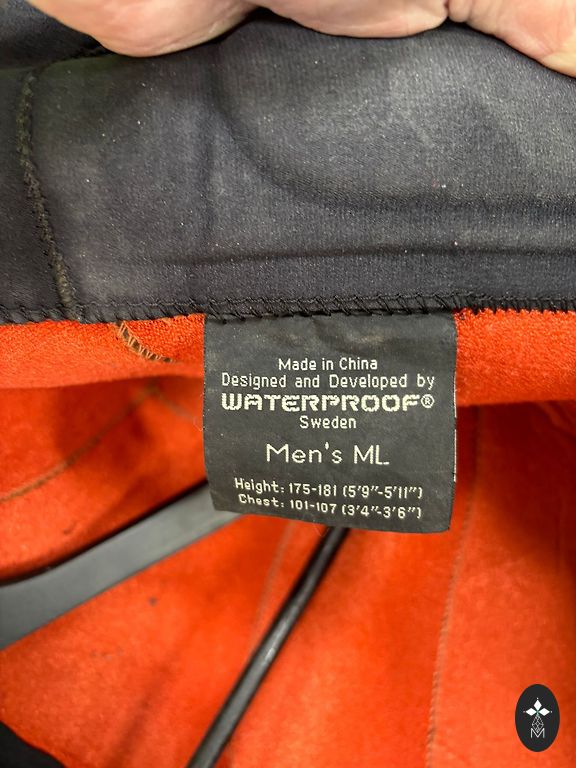 Made in China
Designed and Developed by
WATERPROOF®
Sweden
Men's ML
Height: 175-181 (5'9"-5'11")
Chest: 101-107 (3'4"-3'6")
M